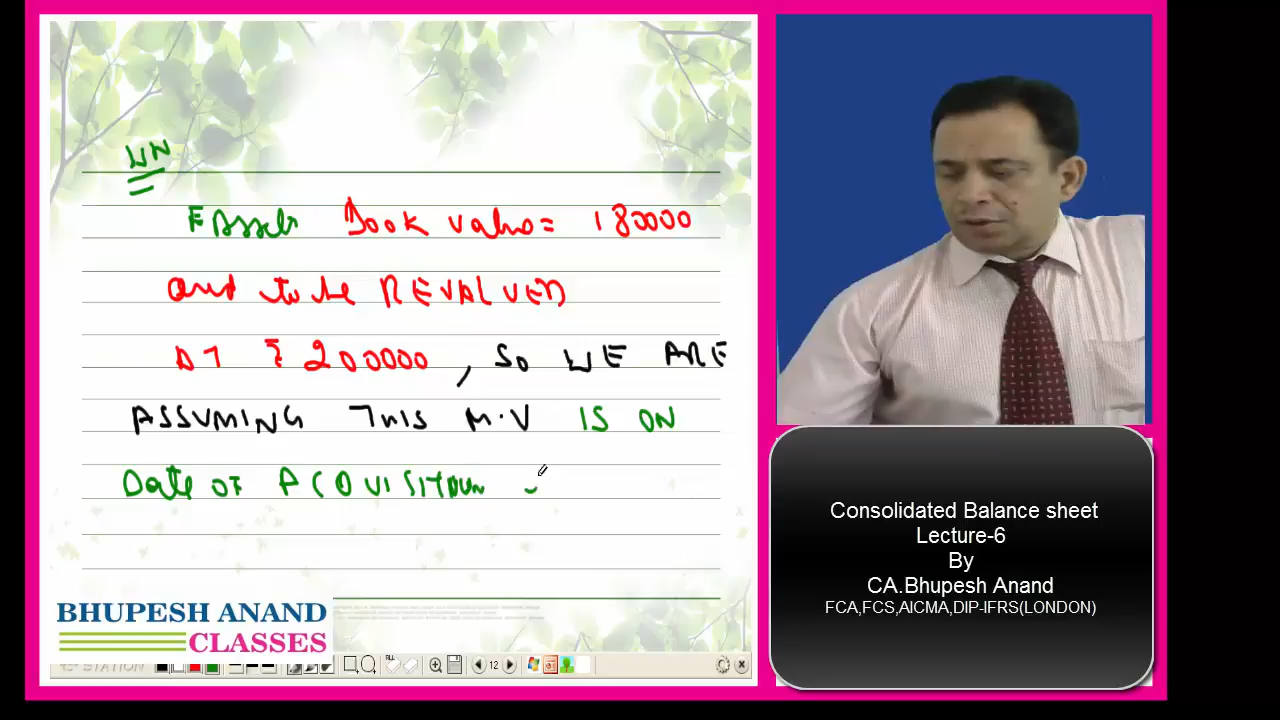 WN
F Assets Book value = 180000
and to be REVALUED
AT ₹ 200000, So WE ARE
ASSUMING THIS M.V IS ON
Date of ACQUISITION
BHUPESH ANAND
CLASSES
STATION
12
Consolidated Balance sheet
Lecture-6
By
CA.Bhupesh Anand
FCA,FCS,AICMA,DIP-IFRS(LONDON)